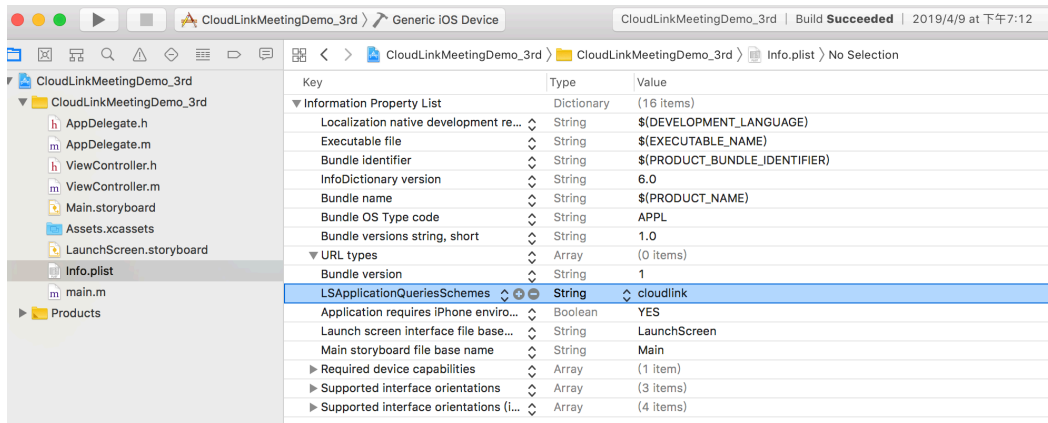 CloudLinkMeetingDemo_3rd Generic iOS Device
CloudLinkMeetingDemo_3rd | Build Succeeded | 2019/4/9 at 下午7:12
CloudLinkMeetingDemo_3rd CloudLinkMeetingDemo_3rd Info.plist No Selection
CloudLinkMeetingDemo_3rd
CloudLinkMeetingDemo_3rd
h AppDelegate.h
m AppDelegate.m
h ViewController.h
m ViewController.m
Main.storyboard
Assets.xcassets
LaunchScreen.storyboard
Info.plist
m main.m
Products
Key Type Value
Information Property List Dictionary (16 items)
Localization native development re... String $(DEVELOPMENT_LANGUAGE)
Executable file String $(EXECUTABLE_NAME)
Bundle identifier String $(PRODUCT_BUNDLE_IDENTIFIER)
InfoDictionary version String 6.0
Bundle name String $(PRODUCT_NAME)
Bundle OS Type code String APPL
Bundle versions string, short String 1.0
URL types Array (0 items)
Bundle version String 1
LSApplicationQueriesSchemes String cloudlink
Application requires iPhone enviro... Boolean YES
Launch screen interface file base... String LaunchScreen
Main storyboard file base name String Main
Required device capabilities Array (1 item)
Supported interface orientations Array (3 items)
Supported interface orientations (i... Array (4 items)